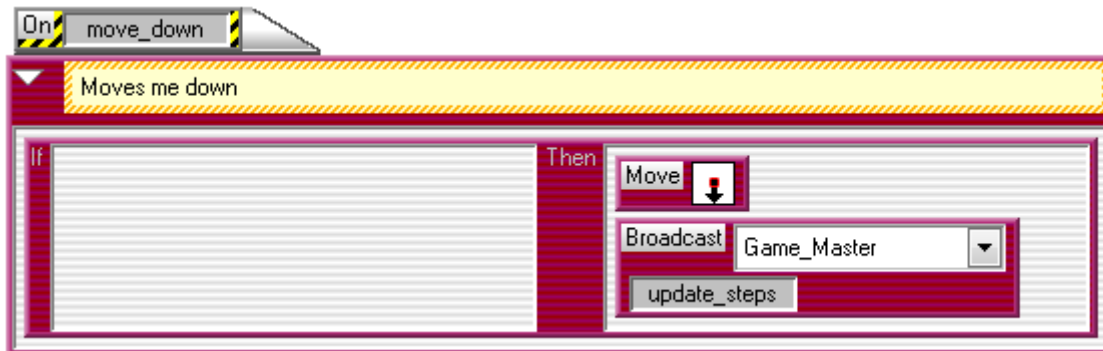 On move_down
Moves me down
If
Then
Move
Broadcast Game_Master
update_steps